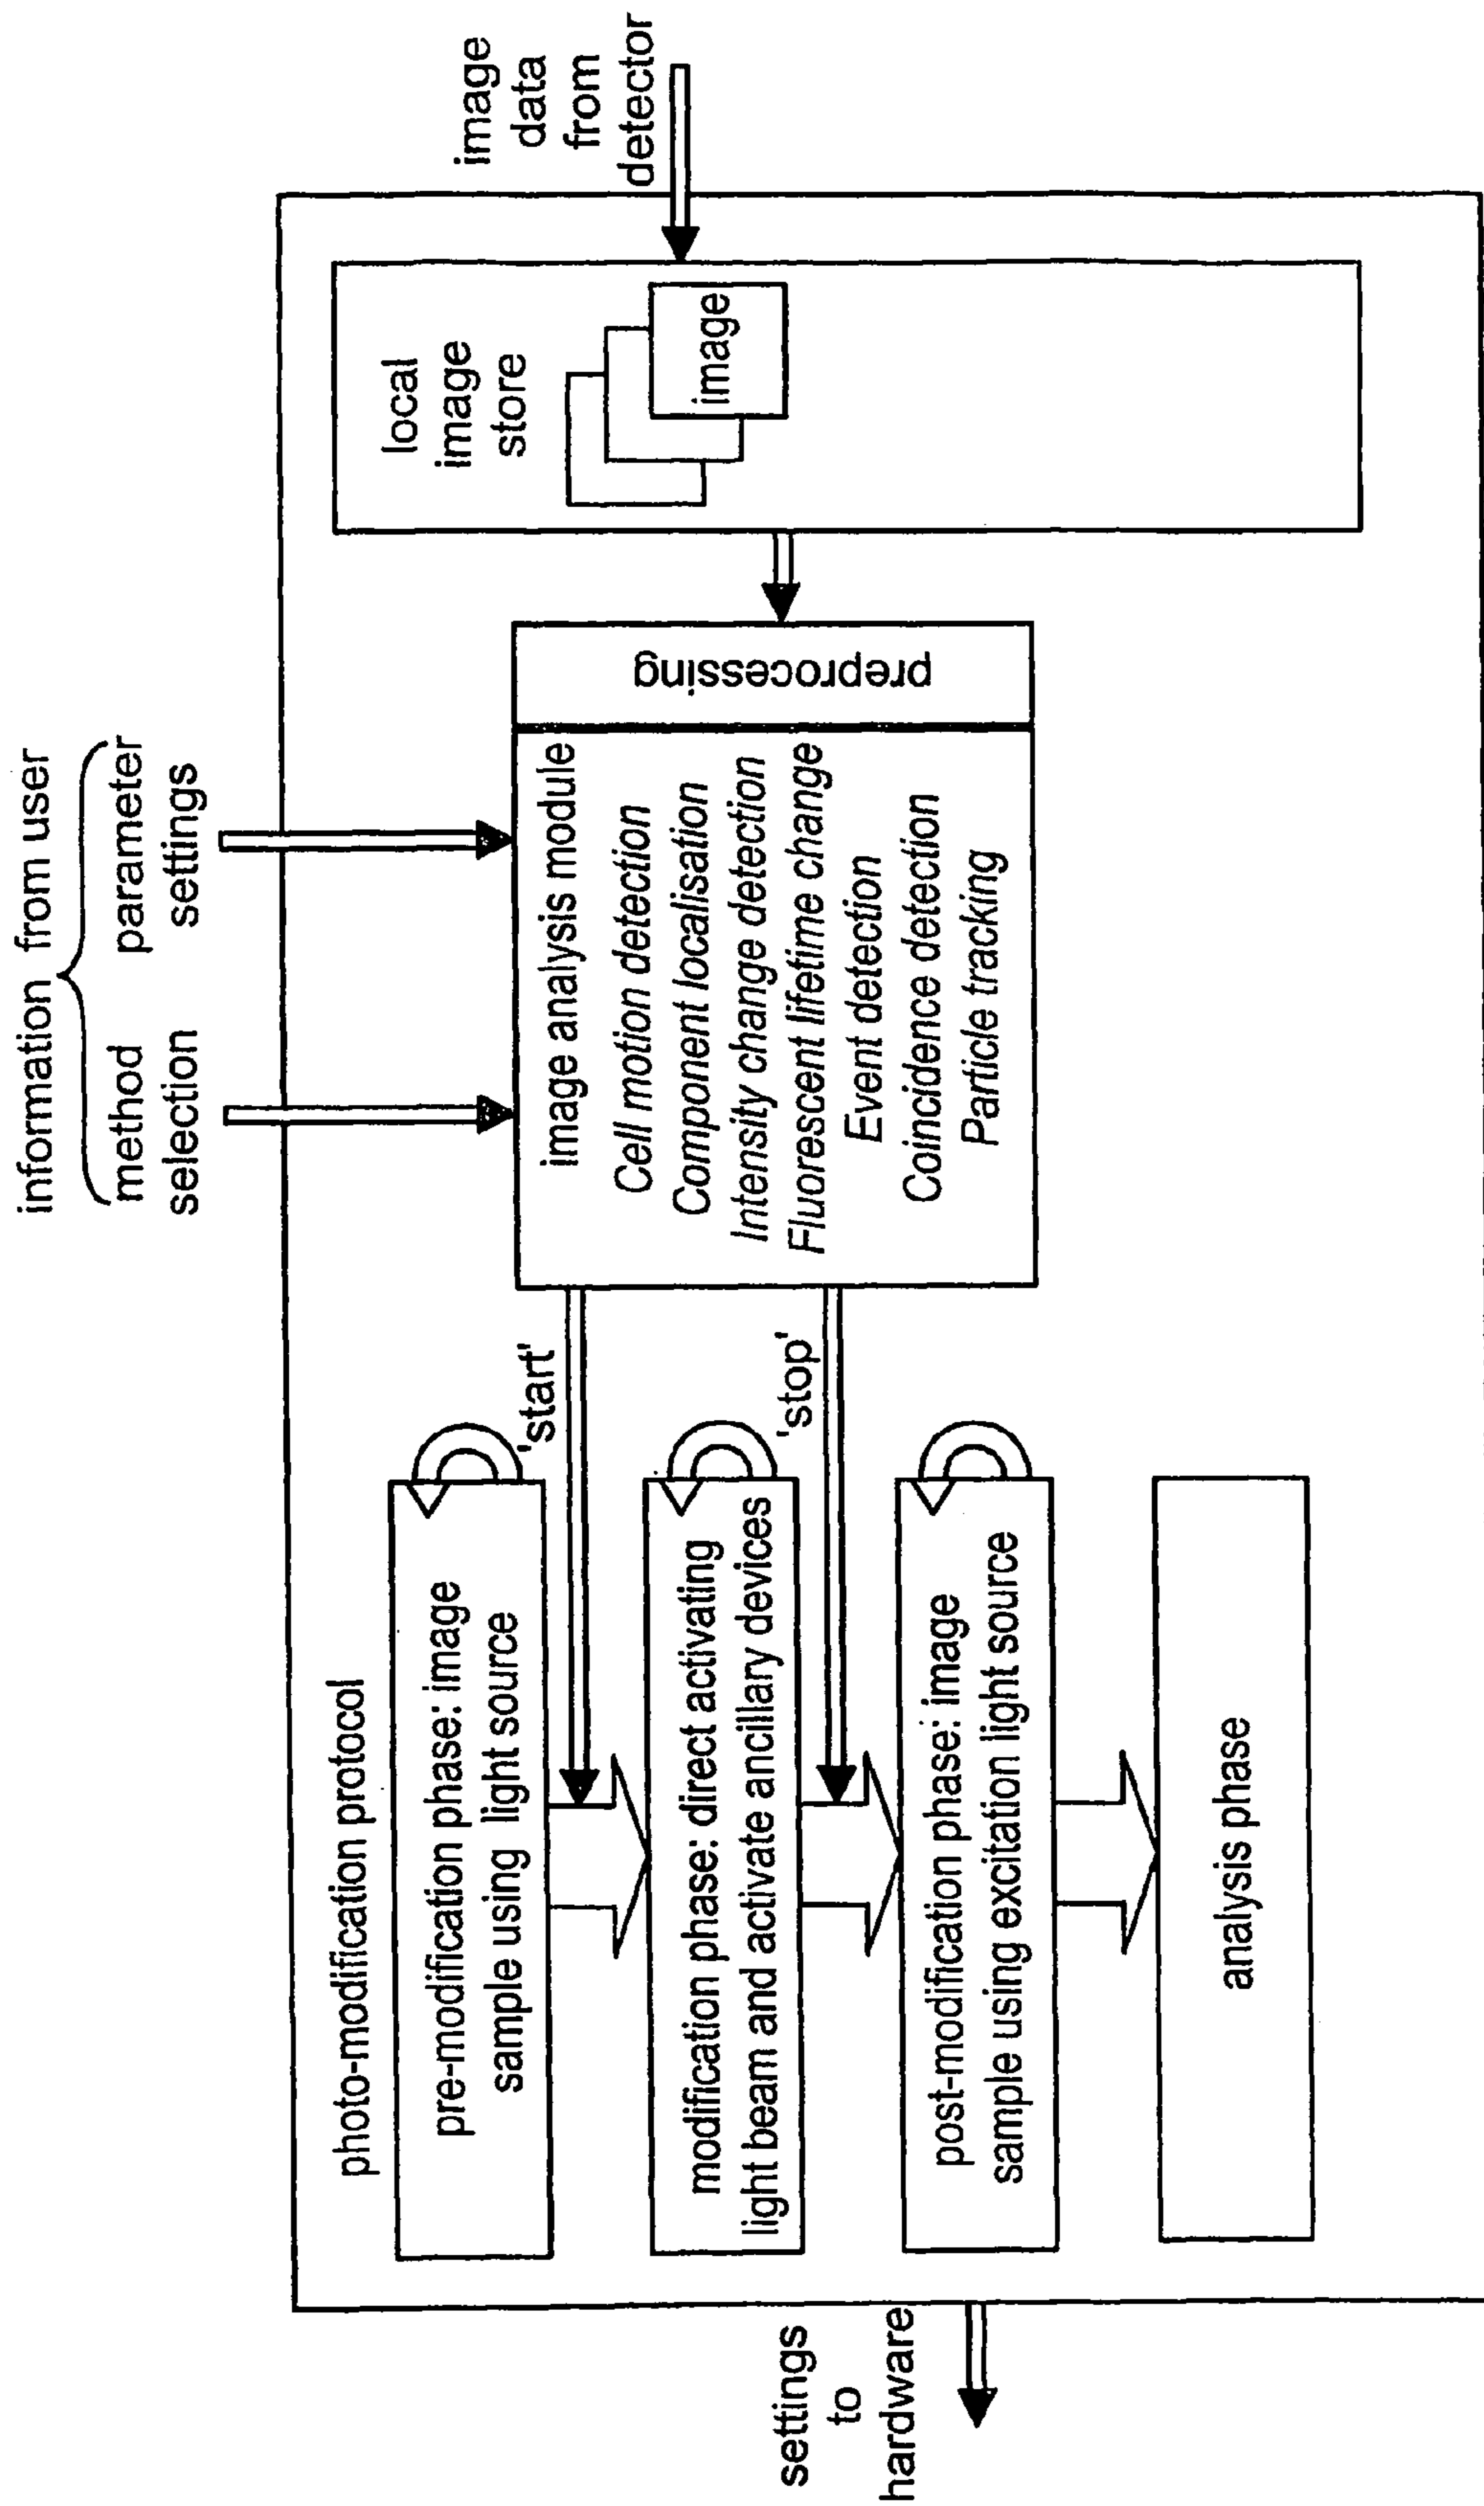 information from user
method
selection
parameter
settings
photo-modification protocol
pre-modification phase: image
sample using light source
'start'
modification phase: direct activating
light beam and activate ancillary devices
'stop'
post-modification phase: image
sample using excitation light source
analysis phase
settings
to
hardware
image analysis module
Cell motion detection
Component localisation
Intensity change detection
Fluorescent lifetime change
Event detection
Coincidence detection
Particle tracking
preprocessing
local
image
store
image
image
data
from
detector